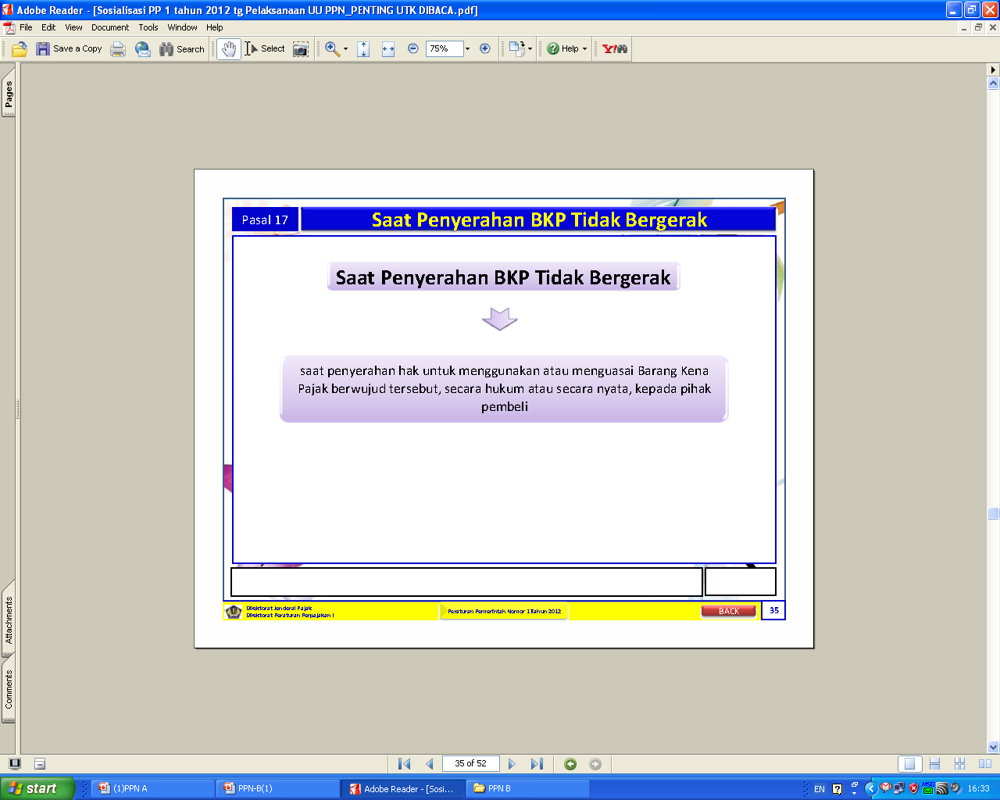 Adobe Reader - [Sosialisasi PP 1 tahun 2012 tg Pelaksanaan UU PPN_PENTING UTK DIBACA.pdf]
File Edit View Document Tools Window Help
Save a Copy Search Select 75% Help Y!
Pages
Pasal 17
Saat Penyerahan BKP Tidak Bergerak
Saat Penyerahan BKP Tidak Bergerak
saat penyerahan hak untuk menggunakan atau menguasai Barang Kena
Pajak berwujud tersebut, secara hukum atau secara nyata, kepada pihak
pembeli
Attachments
Comments
Direktorat Jenderal Pajak
Direktorat Peraturan Perpajakan I
Peraturan Pemerintah Nomor 1 Tahun 2012
BACK
35
35 of 52
start (1)PPN A PPN-B(1) Adobe Reader - [Sosi... PPN B EN MSG 16:33